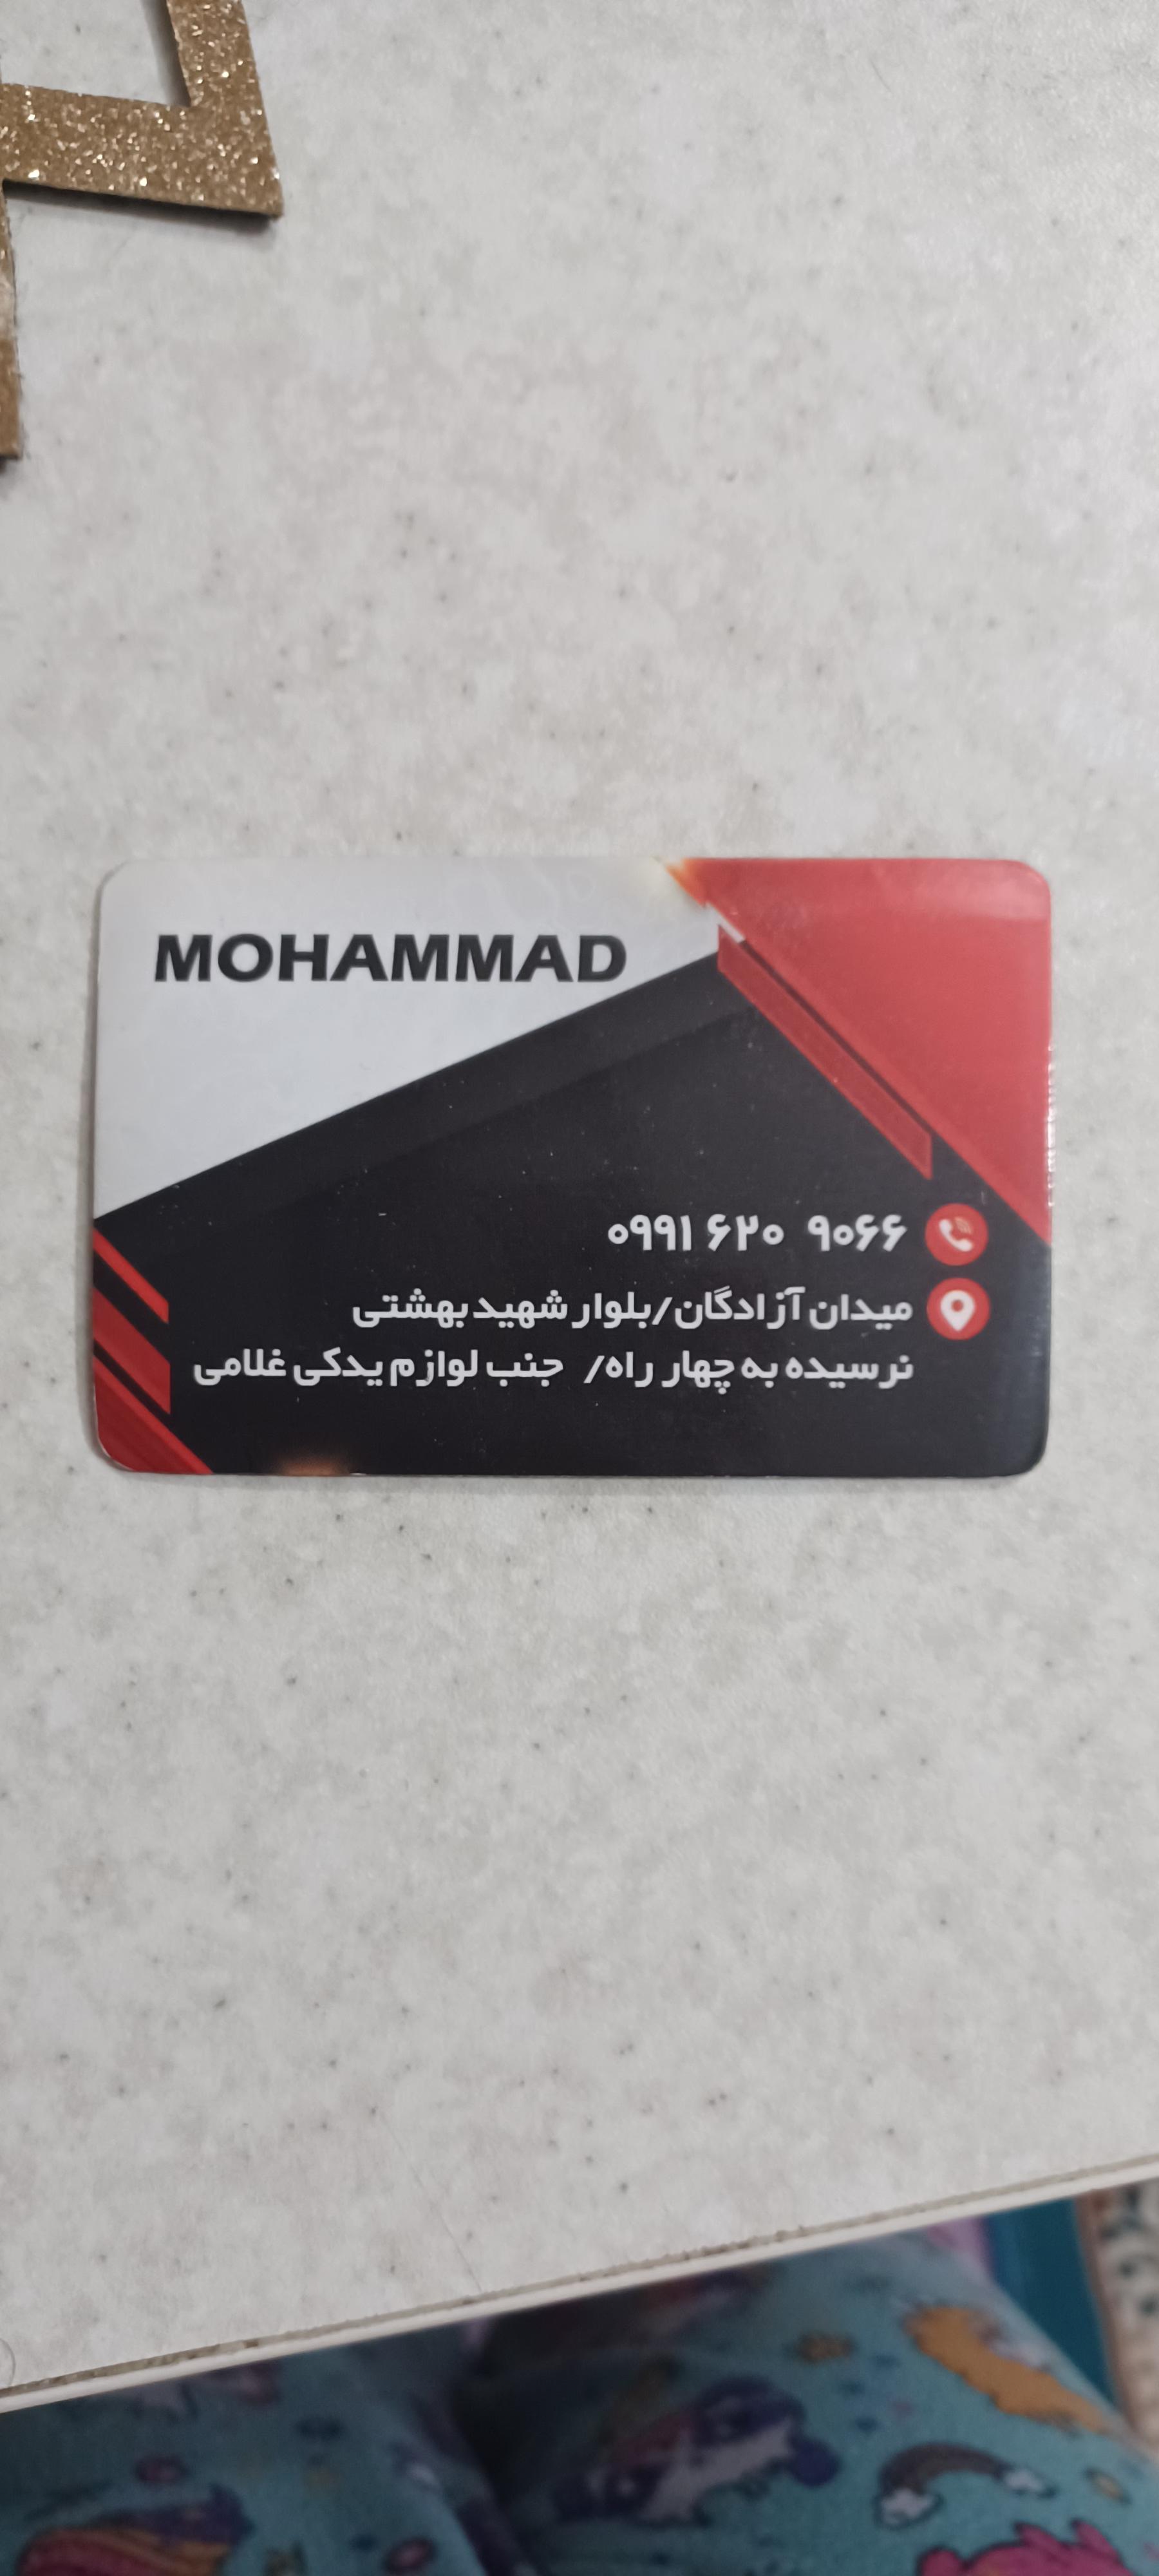 MOHAMMAD
۰۹۹۱ ۶۲۰ ۹۰۶۶
میدان آزادگان/بلوار شهید بهشتی
نرسیده به چهار راه/ جنب لوازم یدکی غلامی